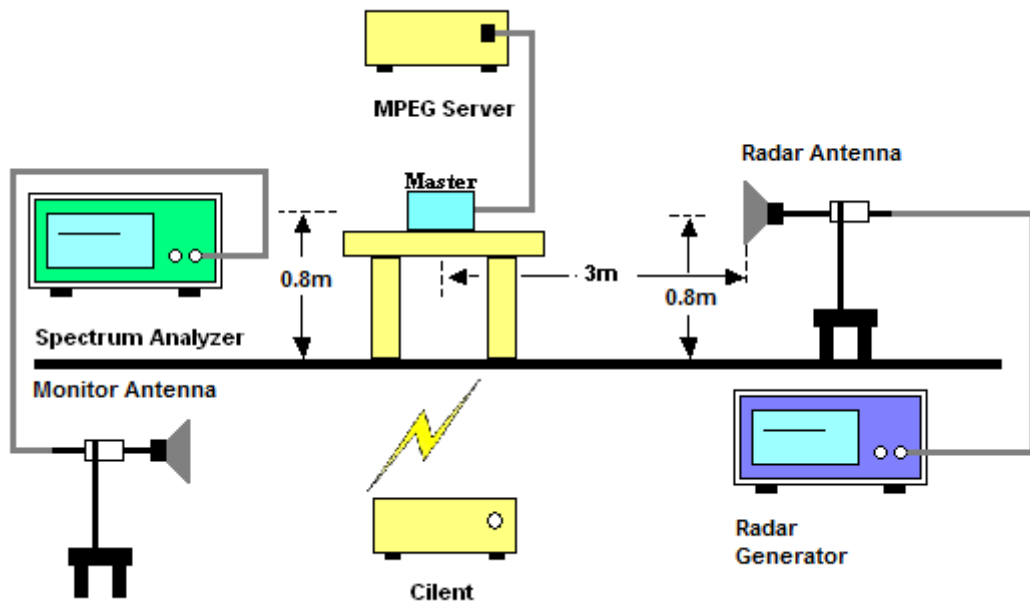 MPEG Server
Radar Antenna
Master
0.8m
3m
0.8m
Spectrum Analyzer
Monitor Antenna
Radar
Generator
Cilent